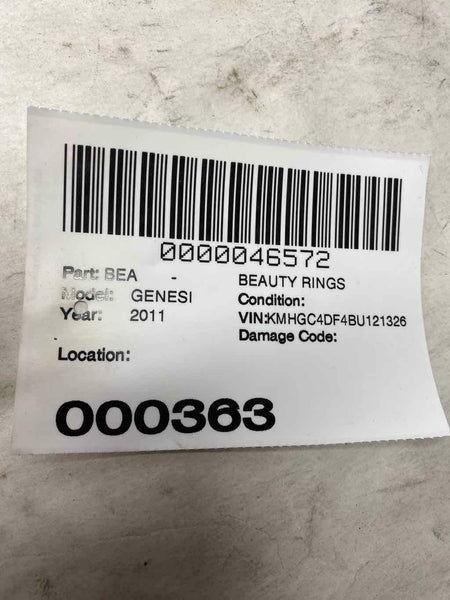 0000046572
Part: BEA - BEAUTY RINGS
Model: GENESI Condition:
Year: 2011 VIN:KMHGC4DF4BU121326
Damage Code:
Location:
000363